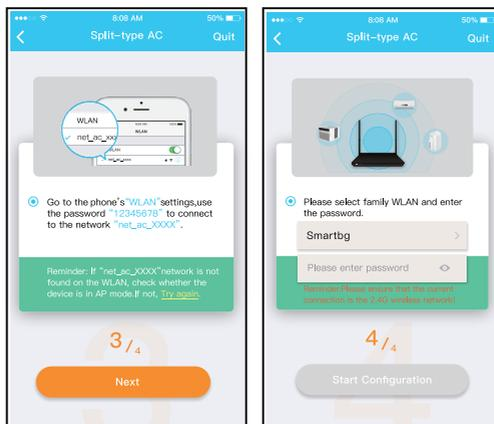 8:08 AM
50%
Split-type AC
Quit
WLAN
net_ac_xxx
WLAN
WLAN
Go to the phone's"WLAN"settings,use
the password "12345678" to connect
to the network "net_ac_XXXX".
Reminder: If "net_ac_XXXX"network is not
found on the WLAN, check whether the
device is in AP mode.If not, Try again.
3/4
Next
8:08 AM
50%
Split-type AC
Quit
Please select family WLAN and enter
the password.
Smartbg
Please enter password
Reminder:Please ensure that the current
connection is the 2.4G wireless network!
4/4
Start Configuration